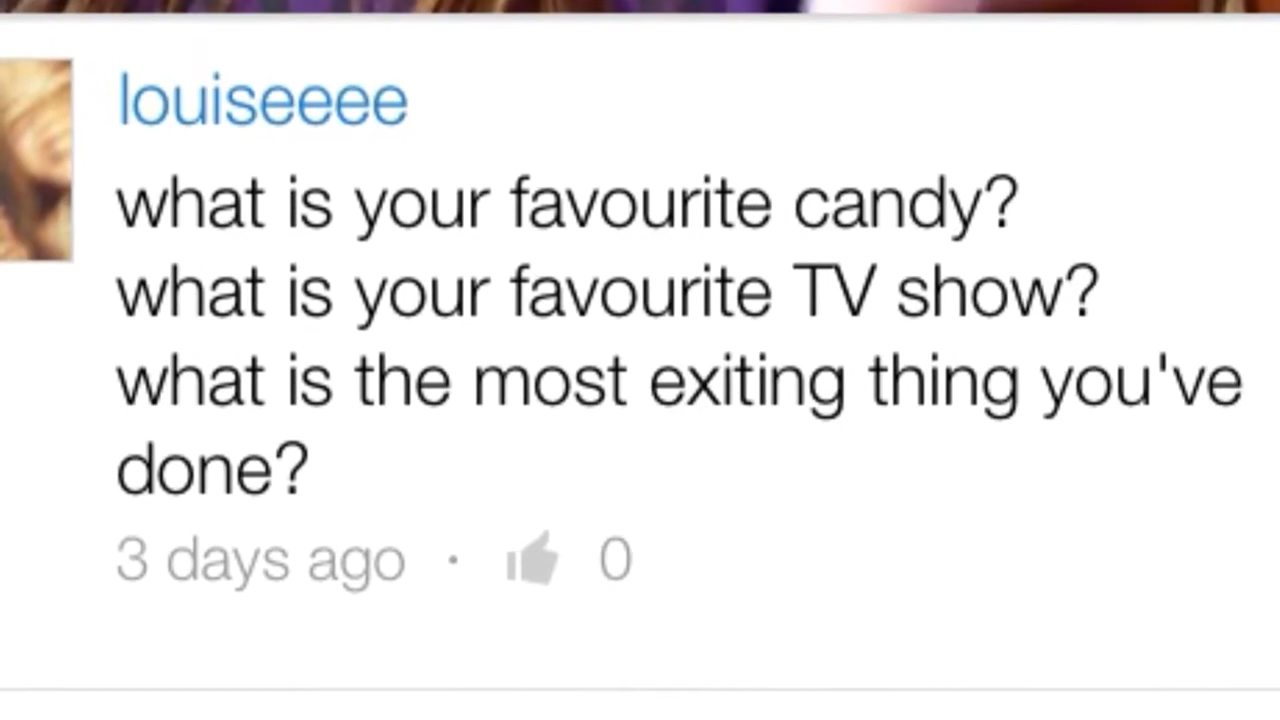 louiseeee
what is your favourite candy?
what is your favourite TV show?
what is the most exiting thing you've
done?
3 days ago · 0